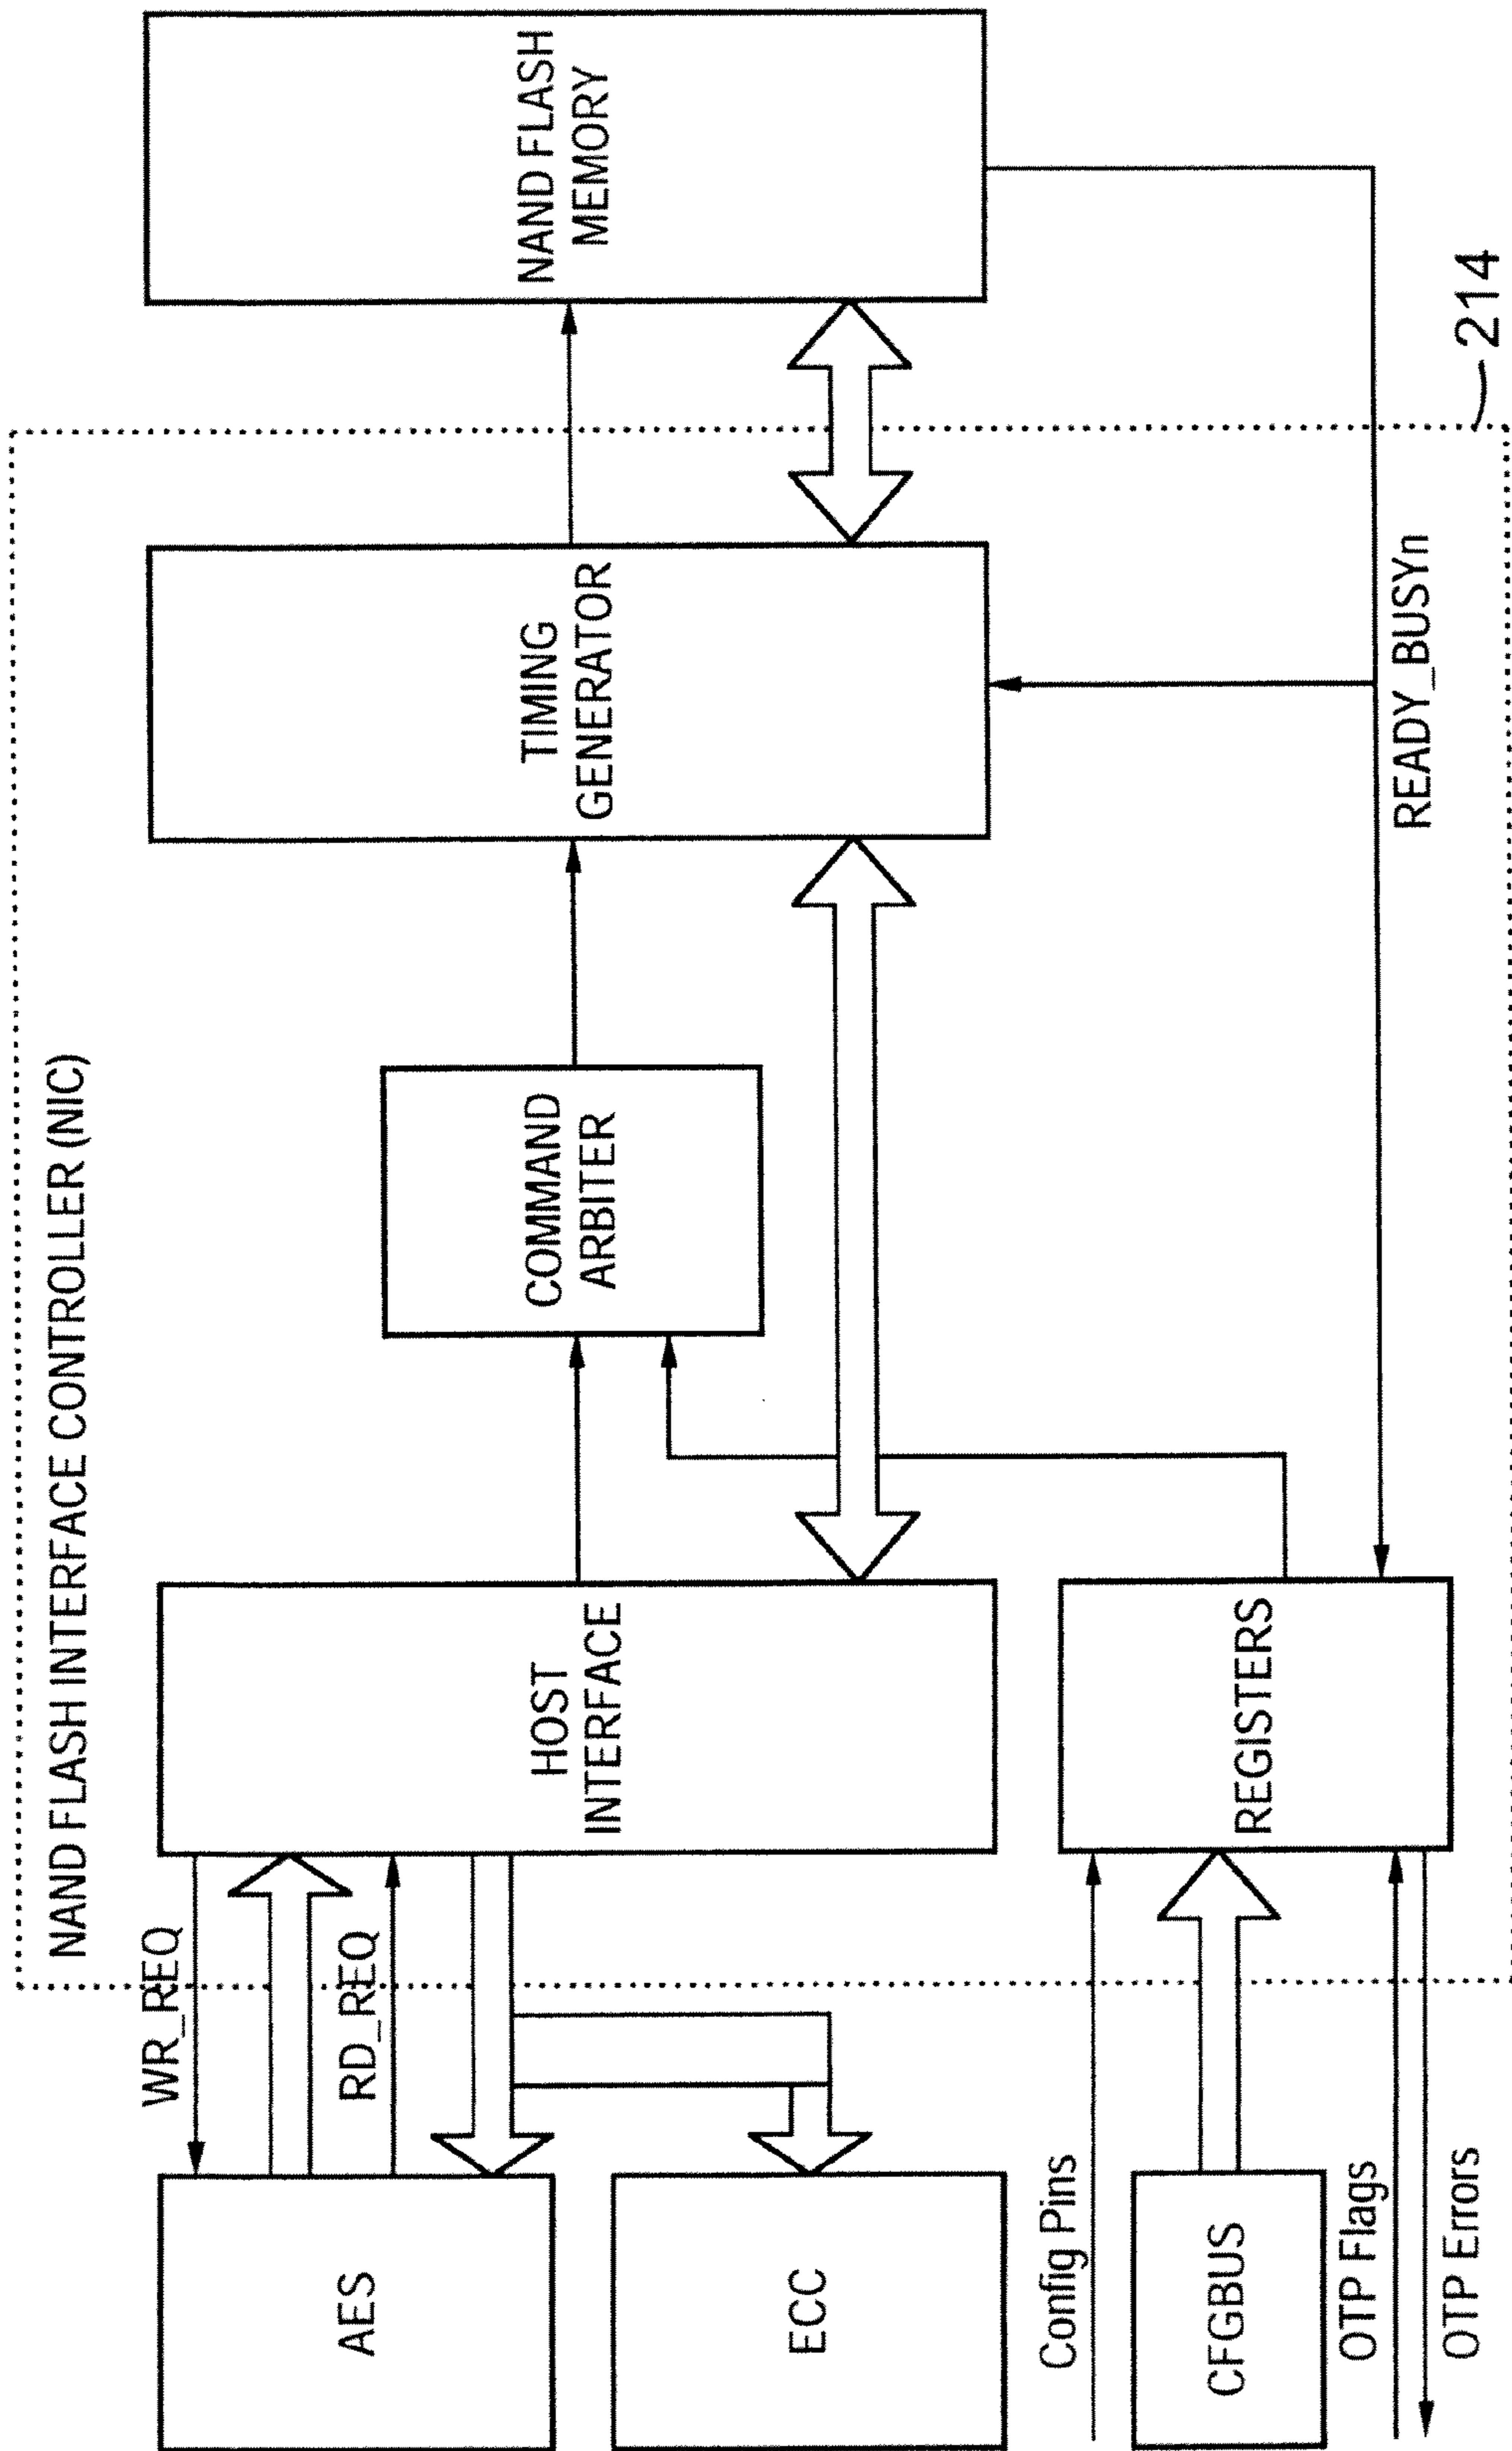 NAND FLASH INTERFACE CONTROLLER (NIC)
WR_REQ
RD_REQ
AES
ECC
HOST
INTERFACE
COMMAND
ARBITER
TIMING
GENERATOR
NAND FLASH
MEMORY
Config Pins
CFGBUS
OTP Flags
OTP Errors
REGISTERS
READY_BUSYn
214